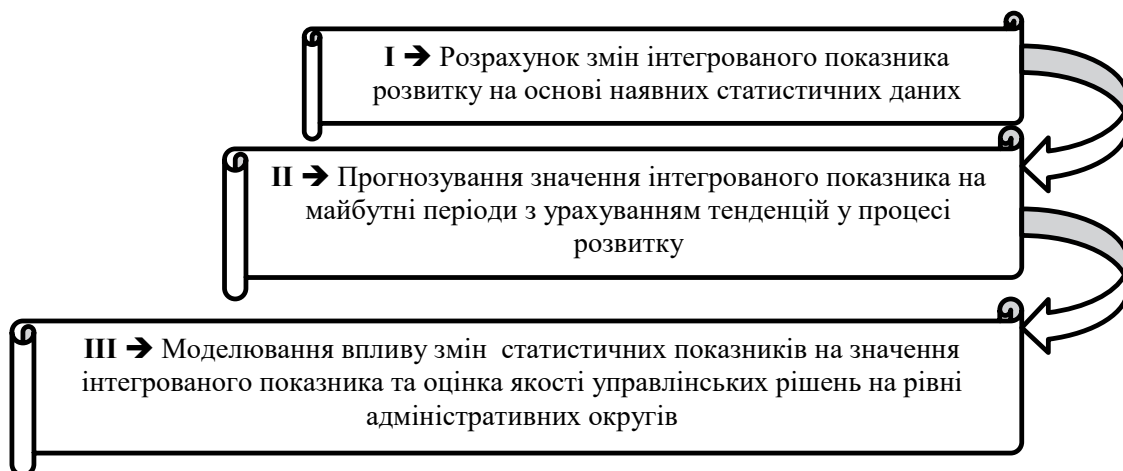 I ➔ Розрахунок змін інтегрованого показника
розвитку на основі наявних статистичних даних
II ➔ Прогнозування значення інтегрованого показника на
майбутні періоди з урахуванням тенденцій у процесі
розвитку
III ➔ Моделювання впливу змін статистичних показників на значення
інтегрованого показника та оцінка якості управлінських рішень на рівні
адміністративних округів